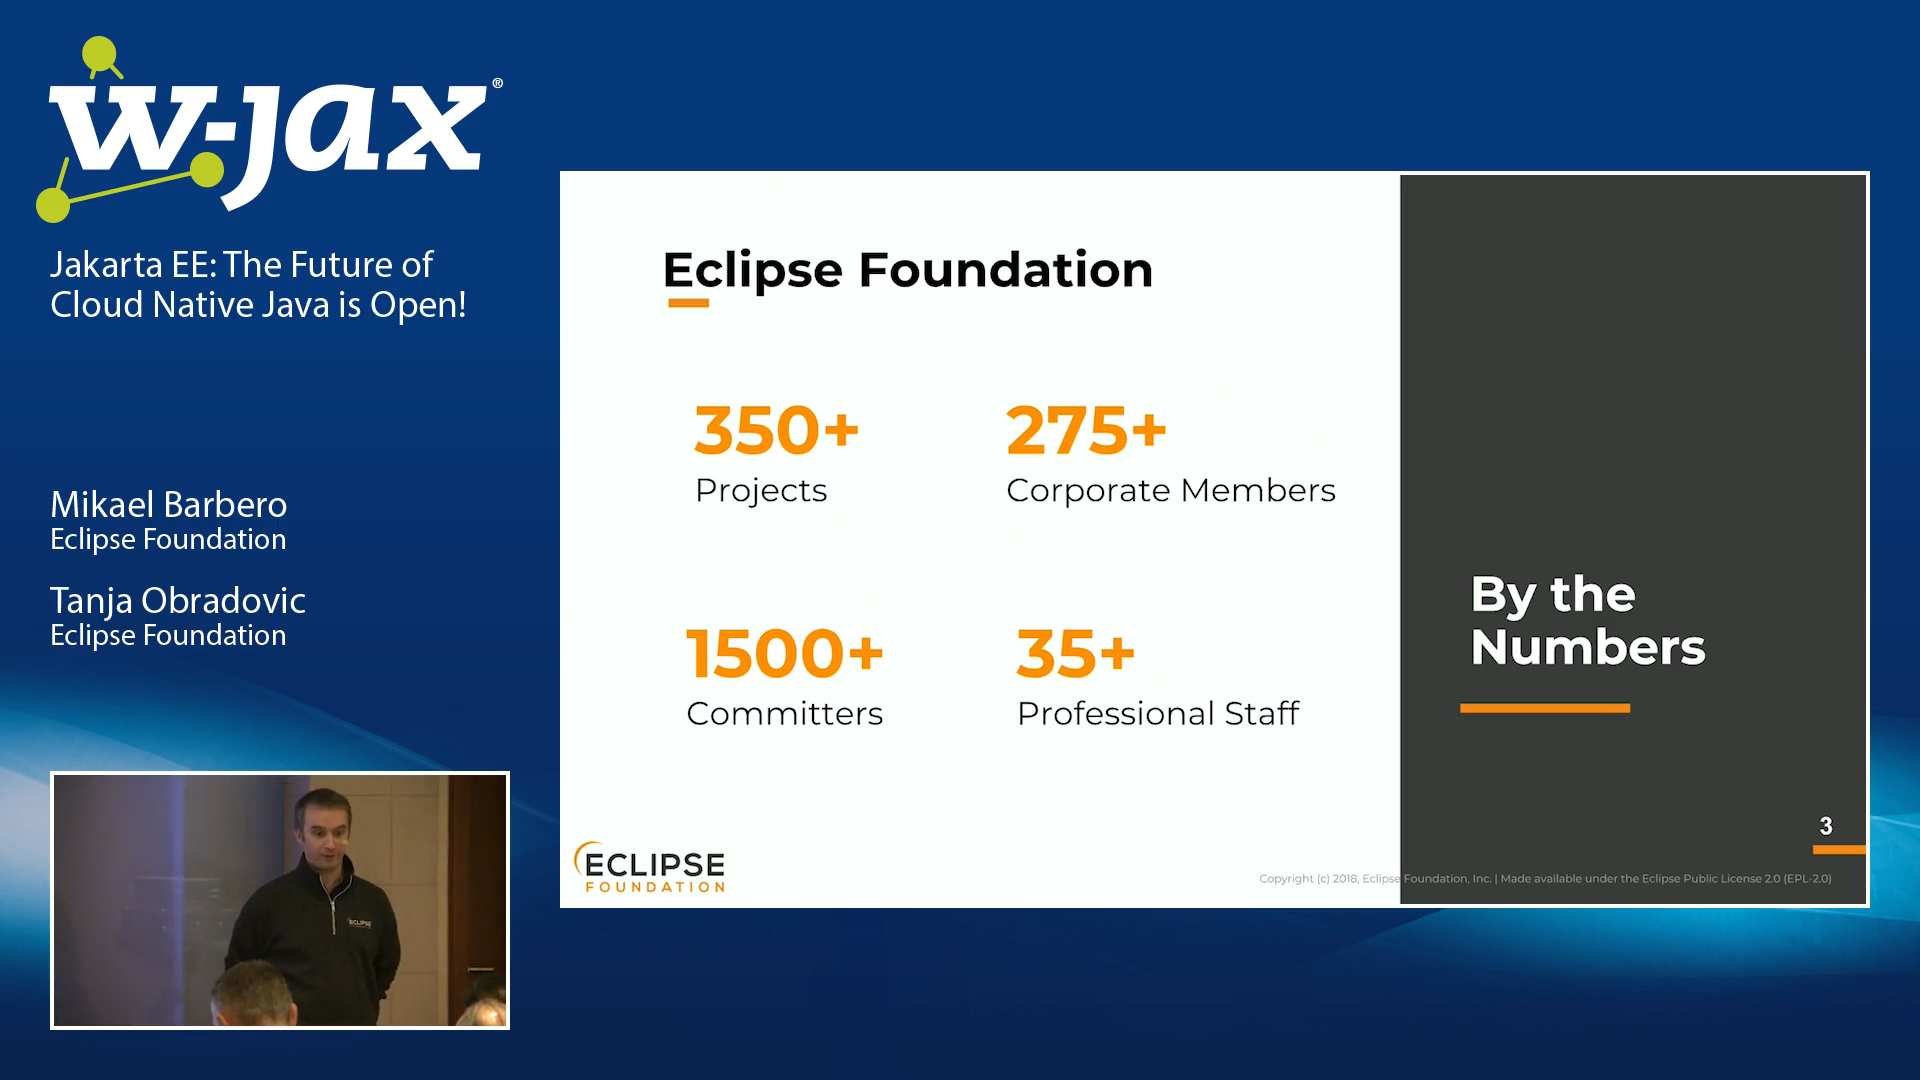 w-jax®
Jakarta EE: The Future of
Cloud Native Java is Open!
Mikael Barbero
Eclipse Foundation
Tanja Obradovic
Eclipse Foundation
ECLIPSE
Eclipse Foundation
350+
Projects
275+
Corporate Members
1500+
Committers
35+
Professional Staff
By the
Numbers
3
ECLIPSE
FOUNDATION
Copyright (c) 2018, Eclipse Foundation, Inc. | Made available under the Eclipse Public License 2.0 (EPL-2.0)